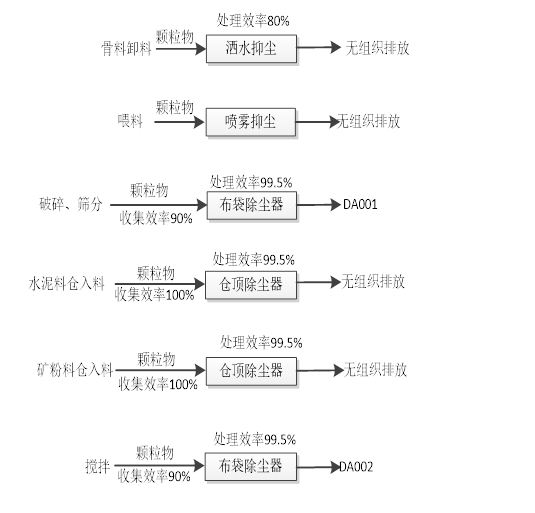 处理效率80%
骨料卸料 颗粒物 洒水抑尘 无组织排放
喂料 颗粒物 喷雾抑尘 无组织排放
处理效率99.5%
破碎、筛分 颗粒物 收集效率90% 布袋除尘器 DA001
处理效率99.5%
水泥料仓入料 颗粒物 收集效率100% 仓顶除尘器 无组织排放
处理效率99.5%
矿粉料仓入料 颗粒物 收集效率100% 仓顶除尘器 无组织排放
处理效率99.5%
搅拌 颗粒物 收集效率90% 布袋除尘器 DA002